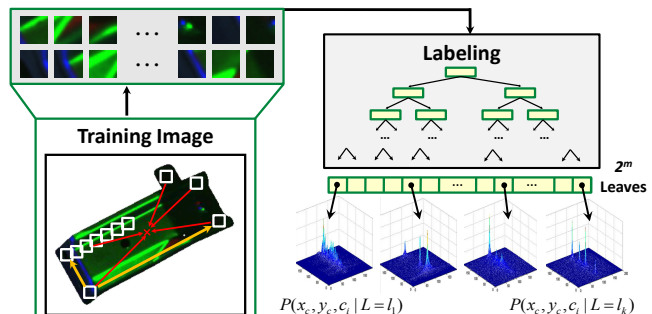 Training Image
Labeling
...
...
... ... ... ...
2^m
Leaves
... ...
P(x_c, y_c, c_i | L = l_1)
P(x_c, y_c, c_i | L = l_k)